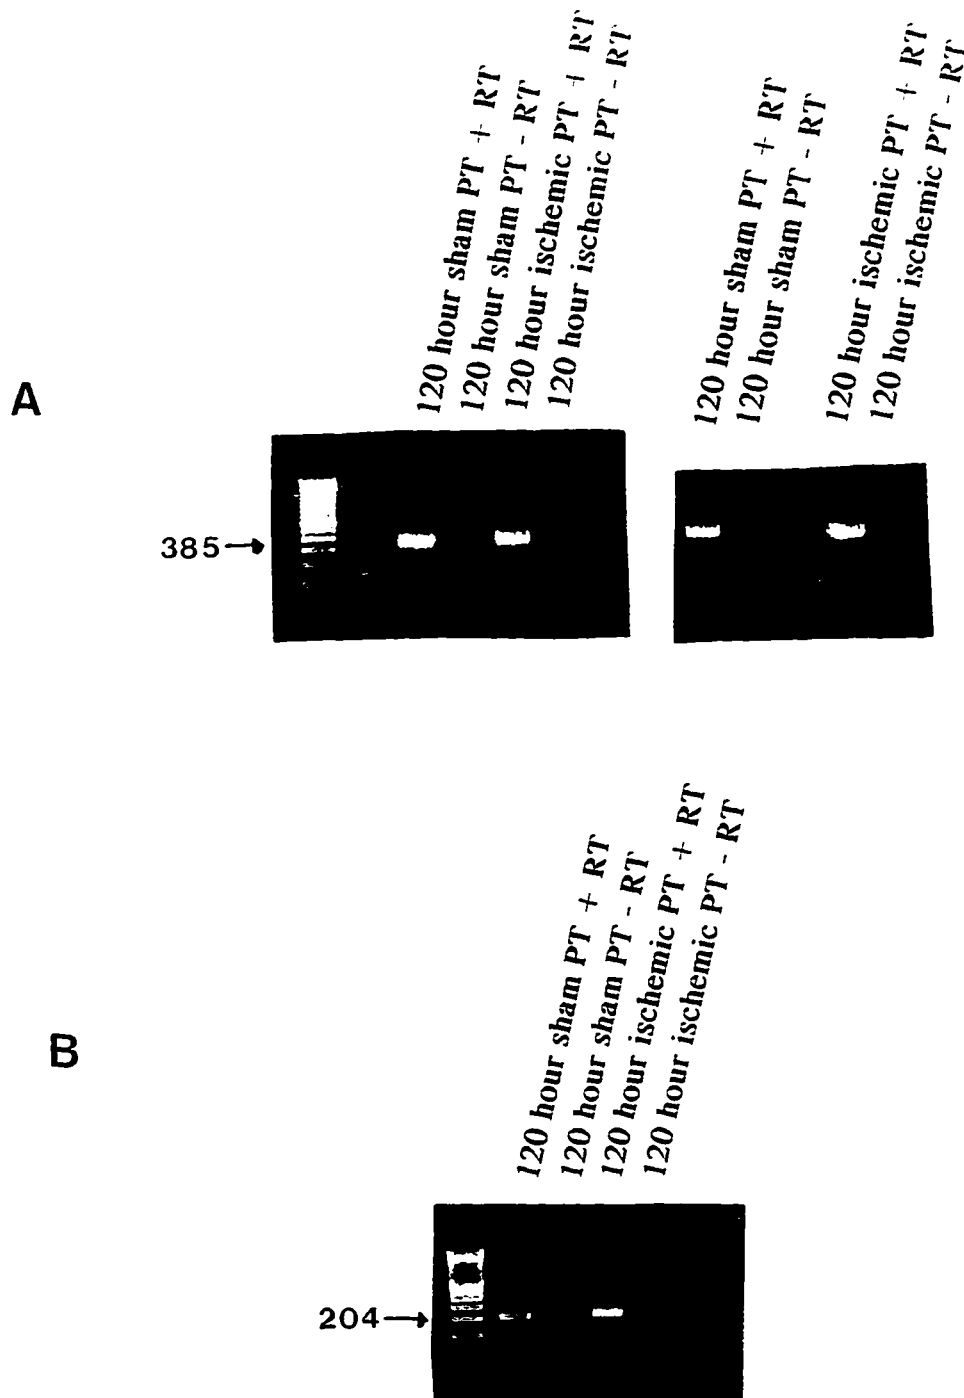 120 hour sham PT + RT
120 hour sham PT - RT
120 hour ischemic PT + RT
120 hour ischemic PT - RT
120 hour sham PT + RT
120 hour sham PT - RT
120 hour ischemic PT + RT
120 hour ischemic PT - RT
A
385
120 hour sham PT + RT
120 hour sham PT - RT
120 hour ischemic PT + RT
120 hour ischemic PT - RT
B
204